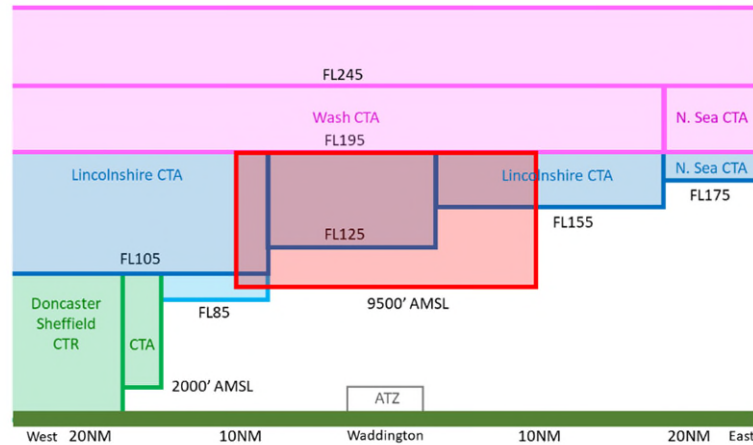 FL245
Wash CTA
N. Sea CTA
FL195
Lincolnshire CTA
Lincolnshire CTA
N. Sea CTA
FL175
FL125
FL155
FL105
Doncaster
Sheffield
CTR
CTA
FL85
9500' AMSL
2000' AMSL
ATZ
West 20NM 10NM Waddington 10NM 20NM East